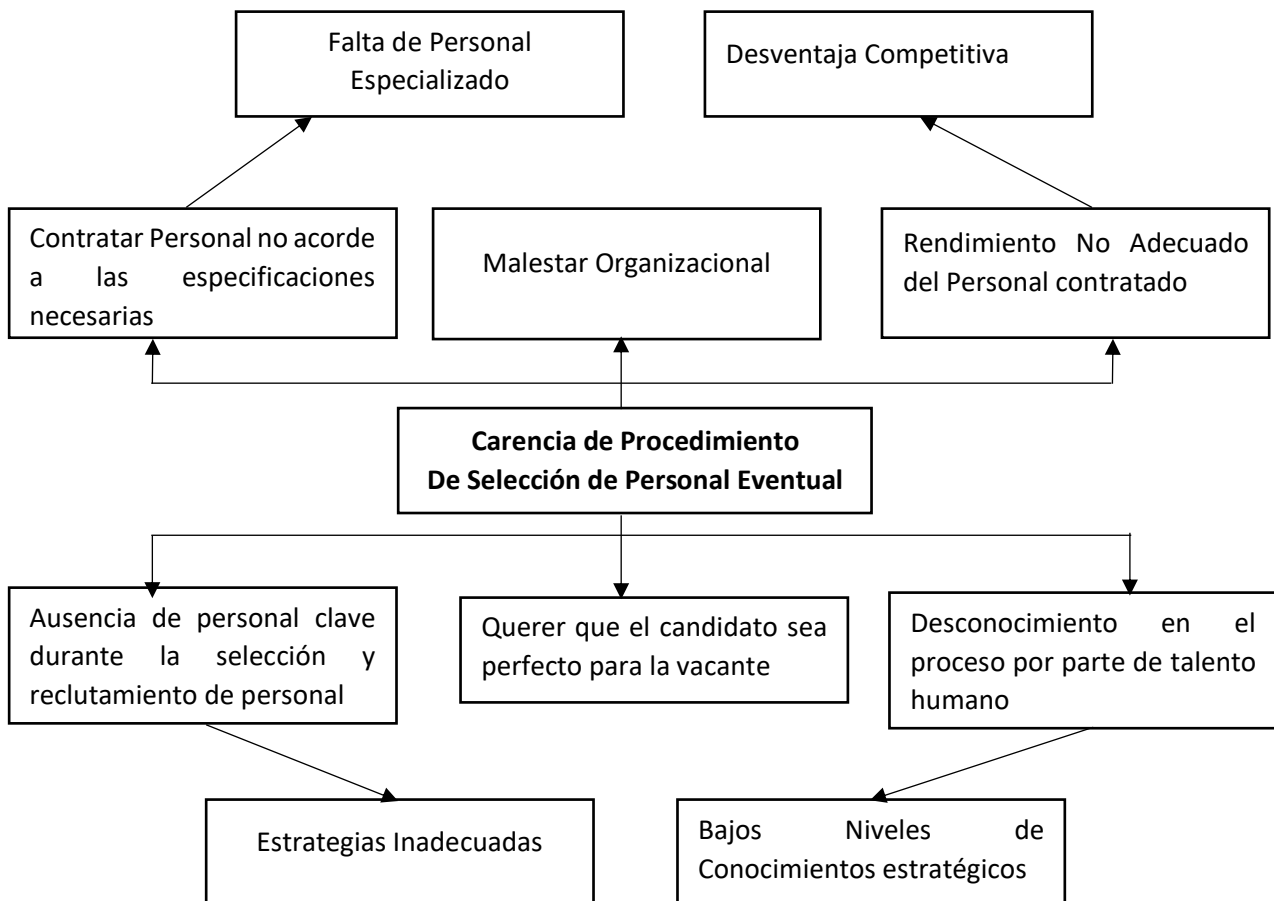 Falta de Personal
Especializado
Desventaja Competitiva
Contratar Personal no acorde
a las especificaciones
necesarias
Malestar Organizacional
Rendimiento No Adecuado
del Personal contratado
Carencia de Procedimiento
De Selección de Personal Eventual
Ausencia de personal clave
durante la selección y
reclutamiento de personal
Querer que el candidato sea
perfecto para la vacante
Desconocimiento en el
proceso por parte de talento
humano
Estrategias Inadecuadas
Bajos Niveles de
Conocimientos estratégicos